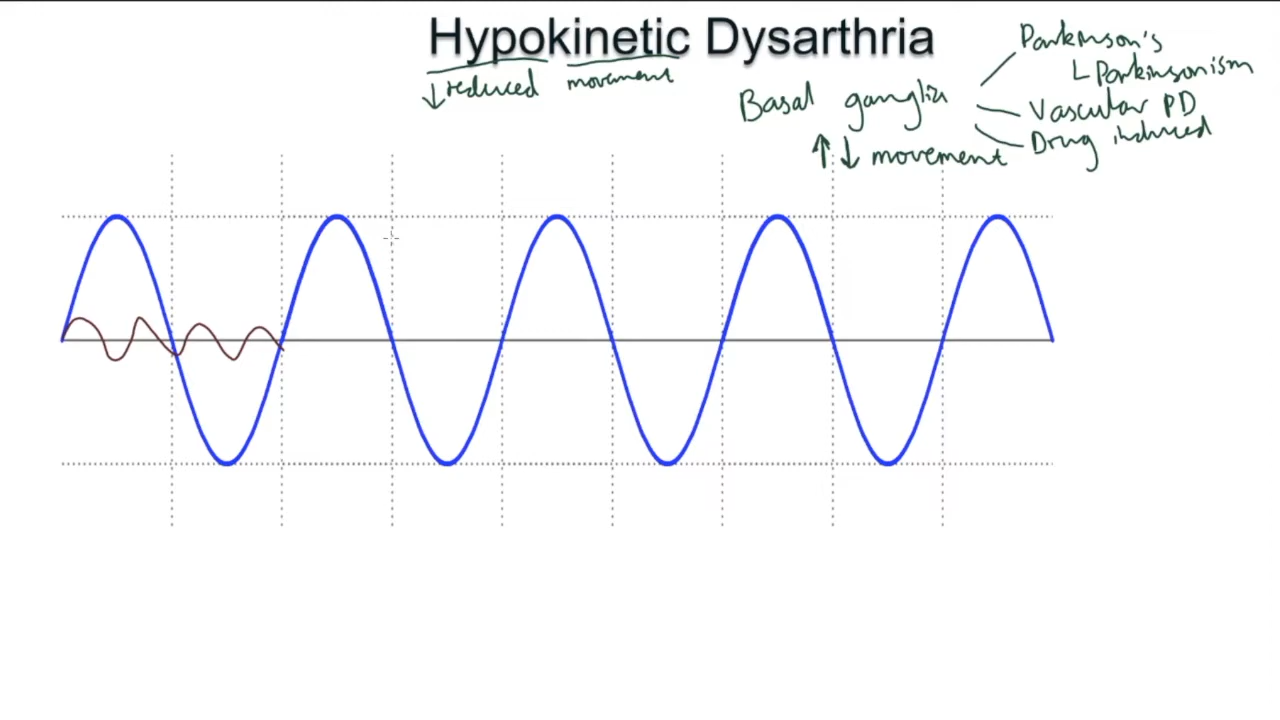 Hypokinetic Dysarthria
↓ reduced movement
Basal ganglia
↑ ↓ movement
Parkinson's
Parkinsonism
Vascular PD
Drug induced